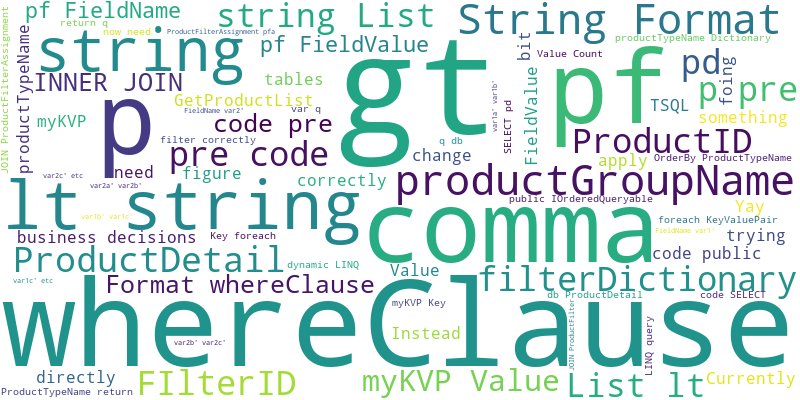 pf FieldName
return q
now need
ProductFilterAssignment pfa
string List
String Format
productTypeName Dictionary
JOIN ProductFilterAssignment
string
pf FieldValue
gt
bit
Value Count
pf
pd
foing
p pre
INNER JOIN
tables
productTypeName
p
GetProductList
FieldName var2'
var q
FieldValue
var1a' var1b'
SELECT pd
TSQL
something
myKVP
code pre
filter correctly
q db
ProductID
need
pre code
change
apply
OrderBy ProductTypeName
var2c' etc
var2a' var2b'
figure
correctly
productGroupName
lt string
comma
public IOrderedQueryable
Yay
var1b' var1c'
foreach KeyValuePair
FieldName var1'
trying
business decisions
Key foreach
code public
ProductDetail
dynamic LINQ
Value
filterDictionary
var1c' etc
Format whereClause
db ProductDetail
code SELECT
whereClause
myKVP Key
JOIN ProductFilter
LINQ query
Instead
var2b' var2c'
directly
FIlterID
myKVP Value
List lt
Currently
ProductTypeName return